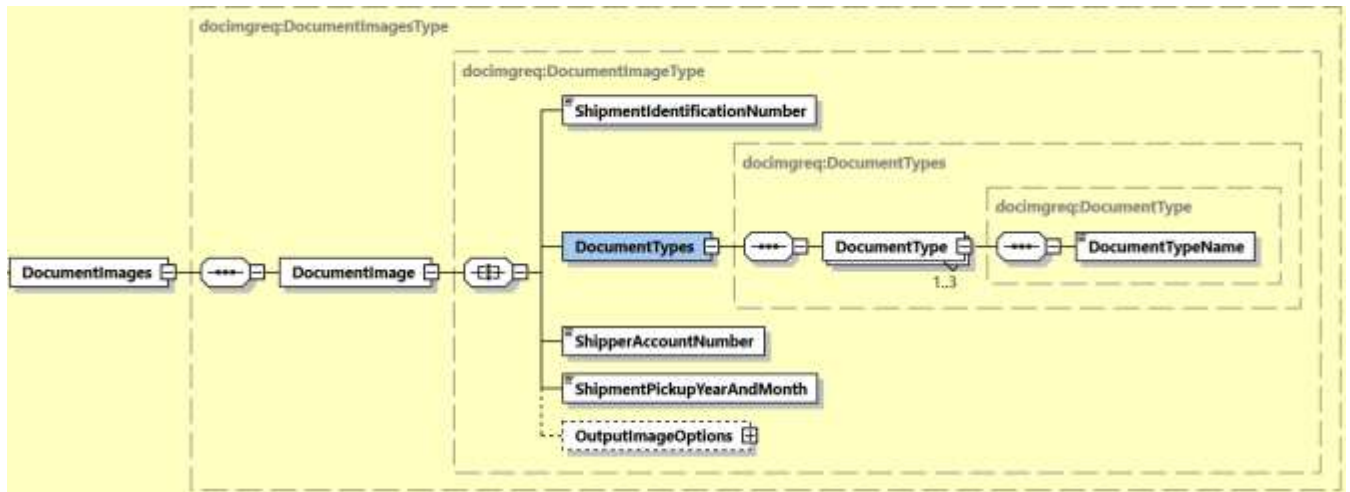 docimgreq:DocumentImagesType
docimgreq:DocumentImageType
ShipmentIdentificationNumber
docimgreq:DocumentTypes
docimgreq:DocumentType
DocumentTypes
DocumentType
DocumentTypeName
DocumentImages
DocumentImage
1..3
ShipperAccountNumber
ShipmentPickupYearAndMonth
OutputImageOptions